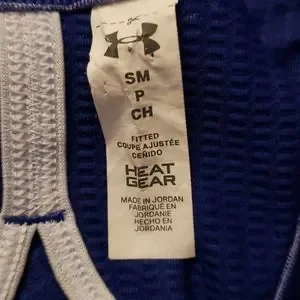 SM
P
CH
FITTED
COUPE AJUSTÉE
CEÑIDO
HEAT
GEAR
MADE IN JORDAN
FABRIQUÉ EN
JORDANIE
HECHO EN
JORDANIA